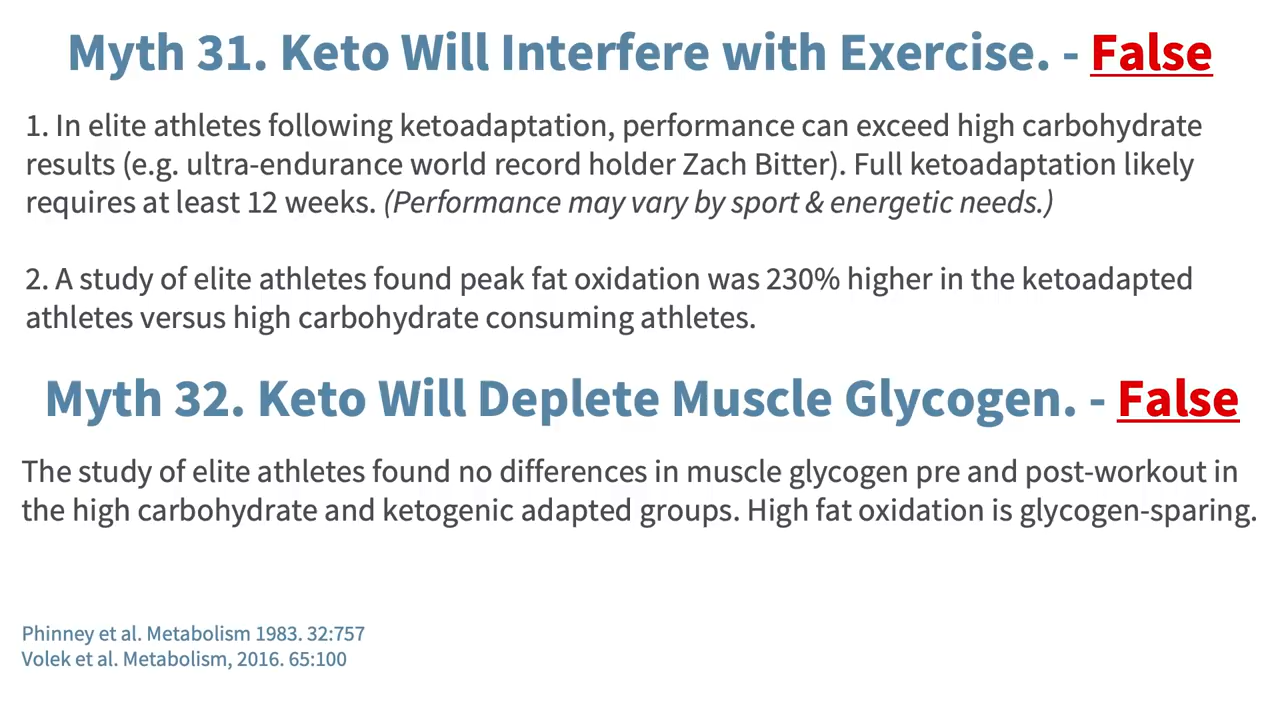 Myth 31. Keto Will Interfere with Exercise. - False
1. In elite athletes following ketoadaptation, performance can exceed high carbohydrate
results (e.g. ultra-endurance world record holder Zach Bitter). Full ketoadaptation likely
requires at least 12 weeks. (Performance may vary by sport & energetic needs.)
2. A study of elite athletes found peak fat oxidation was 230% higher in the ketoadapted
athletes versus high carbohydrate consuming athletes.
Myth 32. Keto Will Deplete Muscle Glycogen. - False
The study of elite athletes found no differences in muscle glycogen pre and post-workout in
the high carbohydrate and ketogenic adapted groups. High fat oxidation is glycogen-sparing.
Phinney et al. Metabolism 1983. 32:757
Volek et al. Metabolism, 2016. 65:100